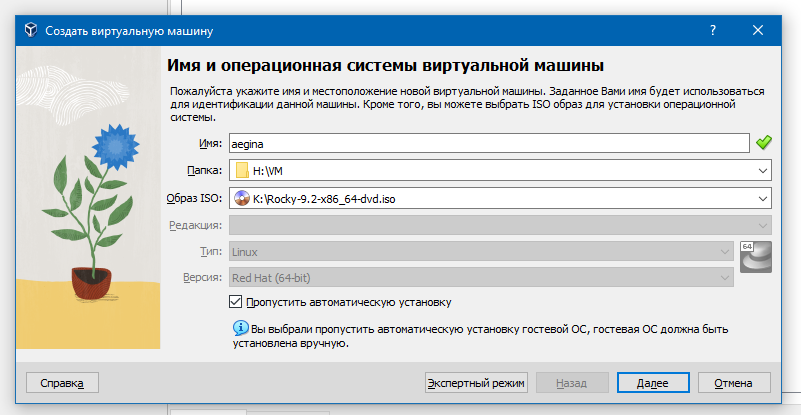 Создать виртуальную машину
?
Имя и операционная системы виртуальной машины
Пожалуйста укажите имя и местоположение новой виртуальной машины. Заданное Вами имя будет использоваться
для идентификации данной машины. Кроме того, вы можете выбрать ISO образ для установки операционной
системы.
Имя: aegina
Папка: H:\VM
Образ ISO: K:\Rocky-9.2-x86_64-dvd.iso
Редакция:
Тип: Linux
64
Версия: Red Hat (64-bit)
Пропустить автоматическую установку
Вы выбрали пропустить автоматическую установку гостевой ОС, гостевая ОС должна быть
установлена вручную.
Справка Экспертный режим Назад Далее Отмена